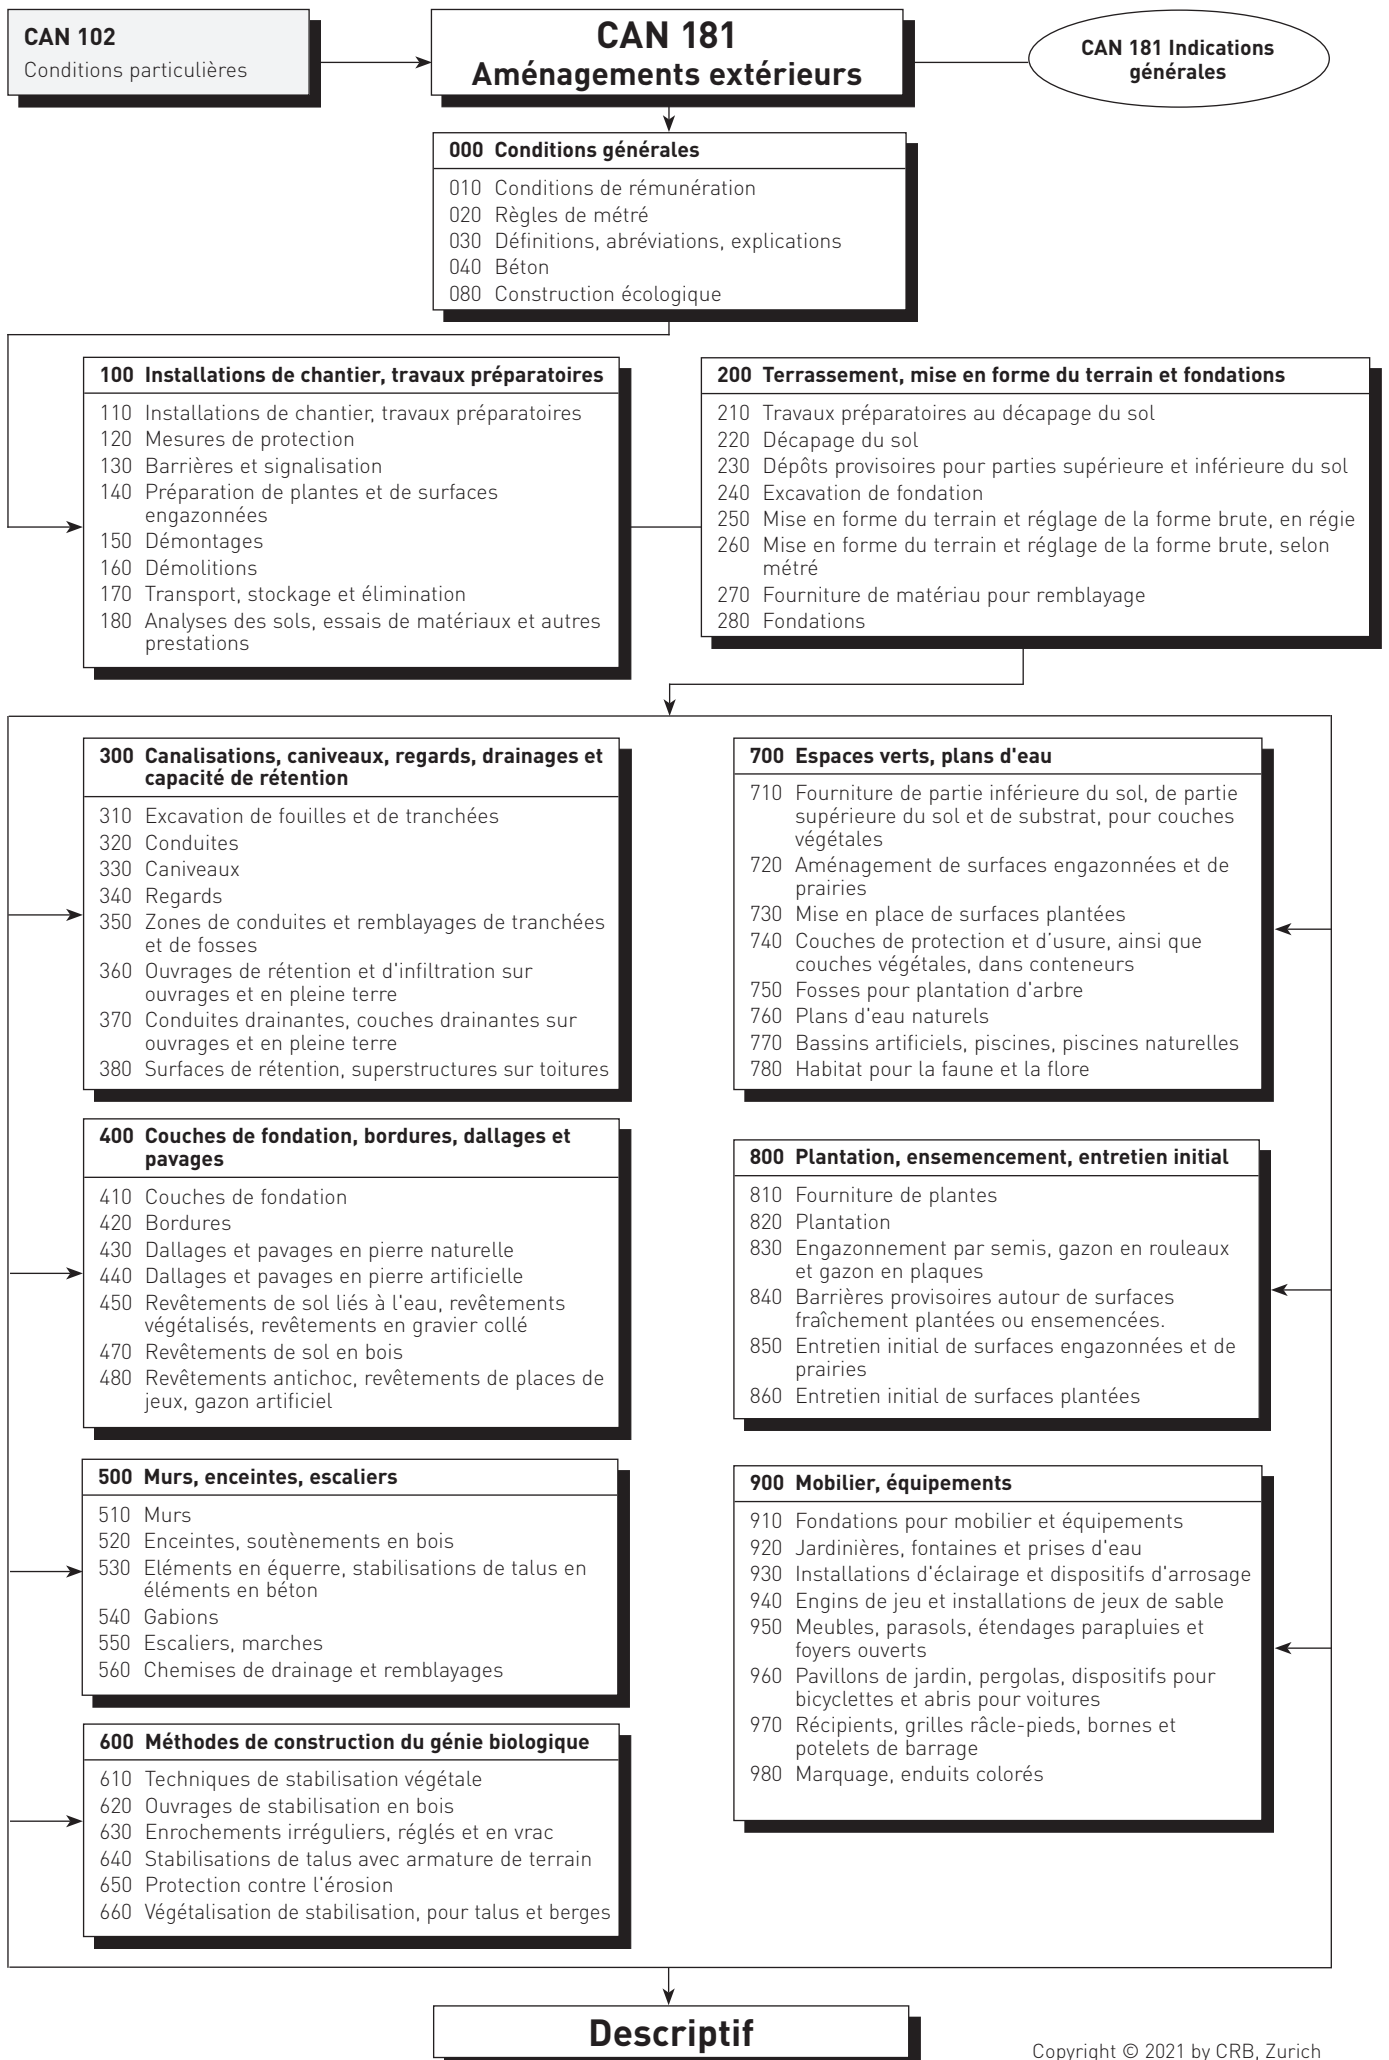 CAN 102
Conditions particulières
CAN 181
Aménagements extérieurs
CAN 181 Indications
générales
000 Conditions générales
010 Conditions de rémunération
020 Règles de métré
030 Définitions, abréviations, explications
040 Béton
080 Construction écologique
100 Installations de chantier, travaux préparatoires
110 Installations de chantier, travaux préparatoires
120 Mesures de protection
130 Barrières et signalisation
140 Préparation de plantes et de surfaces
engazonnées
150 Démontages
160 Démolitions
170 Transport, stockage et élimination
180 Analyses des sols, essais de matériaux et autres
prestations
200 Terrassement, mise en forme du terrain et fondations
210 Travaux préparatoires au décapage du sol
220 Décapage du sol
230 Dépôts provisoires pour parties supérieure et inférieure du sol
240 Excavation de fondation
250 Mise en forme du terrain et réglage de la forme brute, en régie
260 Mise en forme du terrain et réglage de la forme brute, selon
métré
270 Fourniture de matériau pour remblayage
280 Fondations
300 Canalisations, caniveaux, regards, drainages et
capacité de rétention
310 Excavation de fouilles et de tranchées
320 Conduites
330 Caniveaux
340 Regards
350 Zones de conduites et remblayages de tranchées
et de fosses
360 Ouvrages de rétention et d'infiltration sur
ouvrages et en pleine terre
370 Conduites drainantes, couches drainantes sur
ouvrages et en pleine terre
380 Surfaces de rétention, superstructures sur toitures
400 Couches de fondation, bordures, dallages et
pavages
410 Couches de fondation
420 Bordures
430 Dallages et pavages en pierre naturelle
440 Dallages et pavages en pierre artificielle
450 Revêtements de sol liés à l'eau, revêtements
végétalisés, revêtements en gravier collé
470 Revêtements de sol en bois
480 Revêtements antichoc, revêtements de places de
jeux, gazon artificiel
500 Murs, enceintes, escaliers
510 Murs
520 Enceintes, soutènements en bois
530 Eléments en équerre, stabilisations de talus en
éléments en béton
540 Gabions
550 Escaliers, marches
560 Chemises de drainage et remblayages
600 Méthodes de construction du génie biologique
610 Techniques de stabilisation végétale
620 Ouvrages de stabilisation en bois
630 Enrochements irréguliers, réglés et en vrac
640 Stabilisations de talus avec armature de terrain
650 Protection contre l'érosion
660 Végétalisation de stabilisation, pour talus et berges
700 Espaces verts, plans d'eau
710 Fourniture de partie inférieure du sol, de partie
supérieure du sol et de substrat, pour couches
végétales
720 Aménagement de surfaces engazonnées et de
prairies
730 Mise en place de surfaces plantées
740 Couches de protection et d'usure, ainsi que
couches végétales, dans conteneurs
750 Fosses pour plantation d'arbre
760 Plans d'eau naturels
770 Bassins artificiels, piscines, piscines naturelles
780 Habitat pour la faune et la flore
800 Plantation, ensemencement, entretien initial
810 Fourniture de plantes
820 Plantation
830 Engazonnement par semis, gazon en rouleaux
et gazon en plaques
840 Barrières provisoires autour de surfaces
fraîchement plantées ou ensemencées.
850 Entretien initial de surfaces engazonnées et de
prairies
860 Entretien initial de surfaces plantées
900 Mobilier, équipements
910 Fondations pour mobilier et équipements
920 Jardinières, fontaines et prises d'eau
930 Installations d'éclairage et dispositifs d'arrosage
940 Engins de jeu et installations de jeux de sable
950 Meubles, parasols, étendages parapluies et
foyers ouverts
960 Pavillons de jardin, pergolas, dispositifs pour
bicyclettes et abris pour voitures
970 Récipients, grilles râcle-pieds, bornes et
potelets de barrage
980 Marquage, enduits colorés
Descriptif
Copyright © 2021 by CRB, Zurich